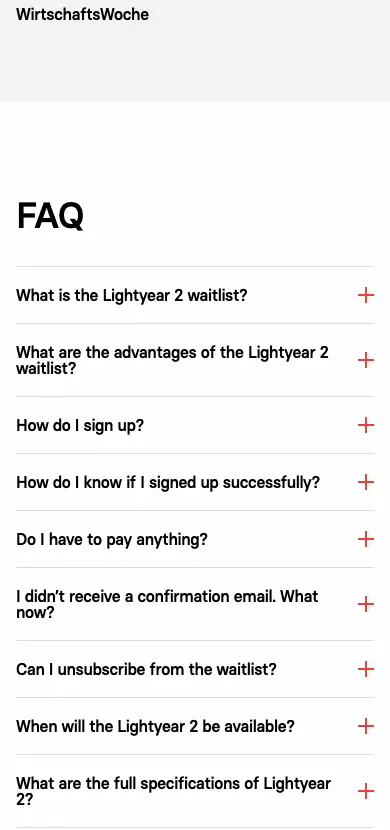 WirtschaftsWoche
FAQ
What is the Lightyear 2 waitlist?
What are the advantages of the Lightyear 2
waitlist?
How do I sign up?
How do I know if I signed up successfully?
Do I have to pay anything?
I didn't receive a confirmation email. What
now?
Can I unsubscribe from the waitlist?
When will the Lightyear 2 be available?
What are the full specifications of Lightyear
2?